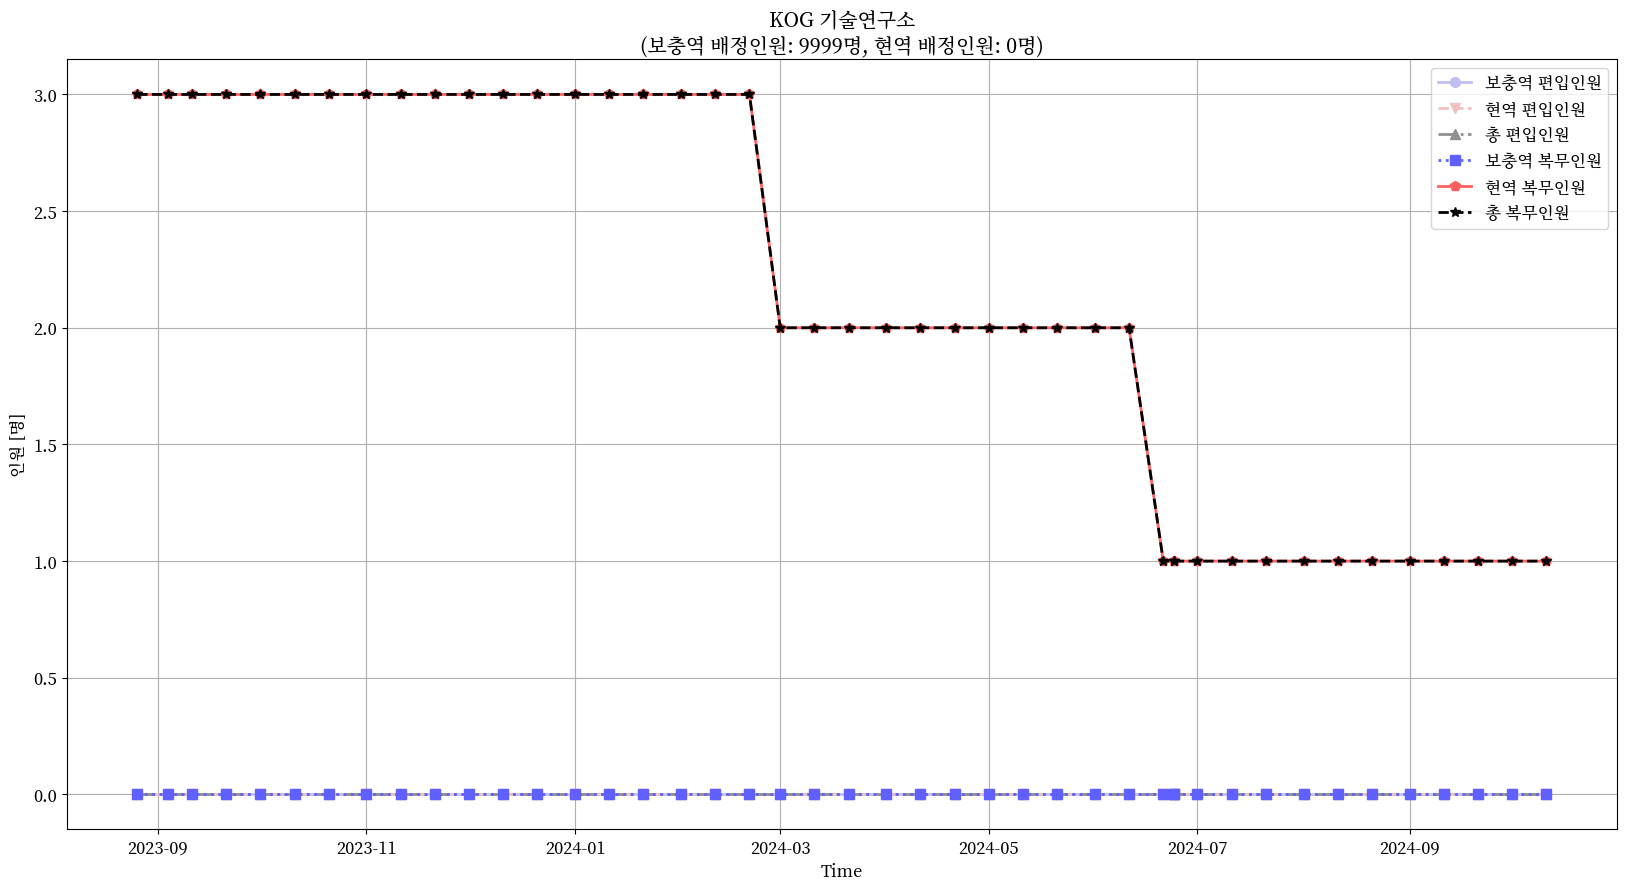 KOG 기술연구소
(보충역 배정인원: 9999명, 현역 배정인원: 0명)
보충역 편입인원
현역 편입인원
총 편입인원
보충역 복무인원
현역 복무인원
총 복무인원
인원 [명]
3.0
2.5
2.0
1.5
1.0
0.5
0.0
2023-09 2023-11 2024-01 2024-03 2024-05 2024-07 2024-09
Time